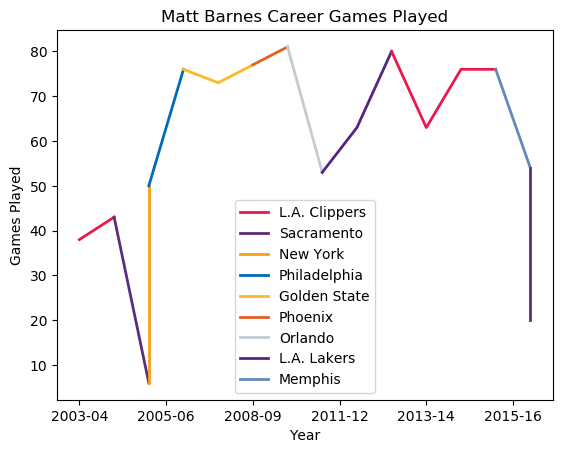 Matt Barnes Career Games Played
Games Played
80
70
60
50
40
30
20
10
L.A. Clippers
Sacramento
New York
Philadelphia
Golden State
Phoenix
Orlando
L.A. Lakers
Memphis
2003-04 2005-06 2008-09 2011-12 2013-14 2015-16
Year